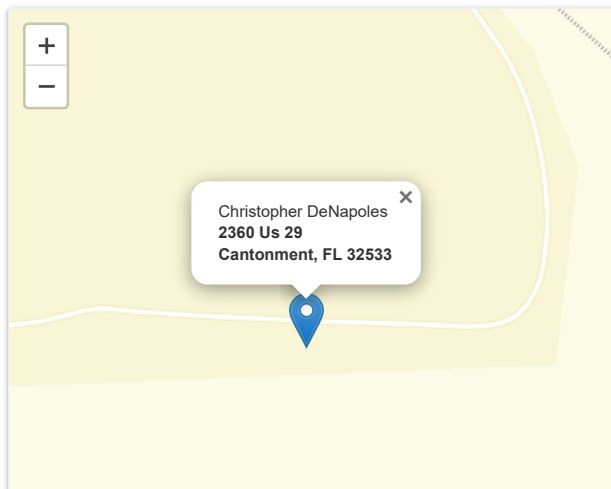 +
−
×
Christopher DeNapoles
2360 Us 29
Cantonment, FL 32533